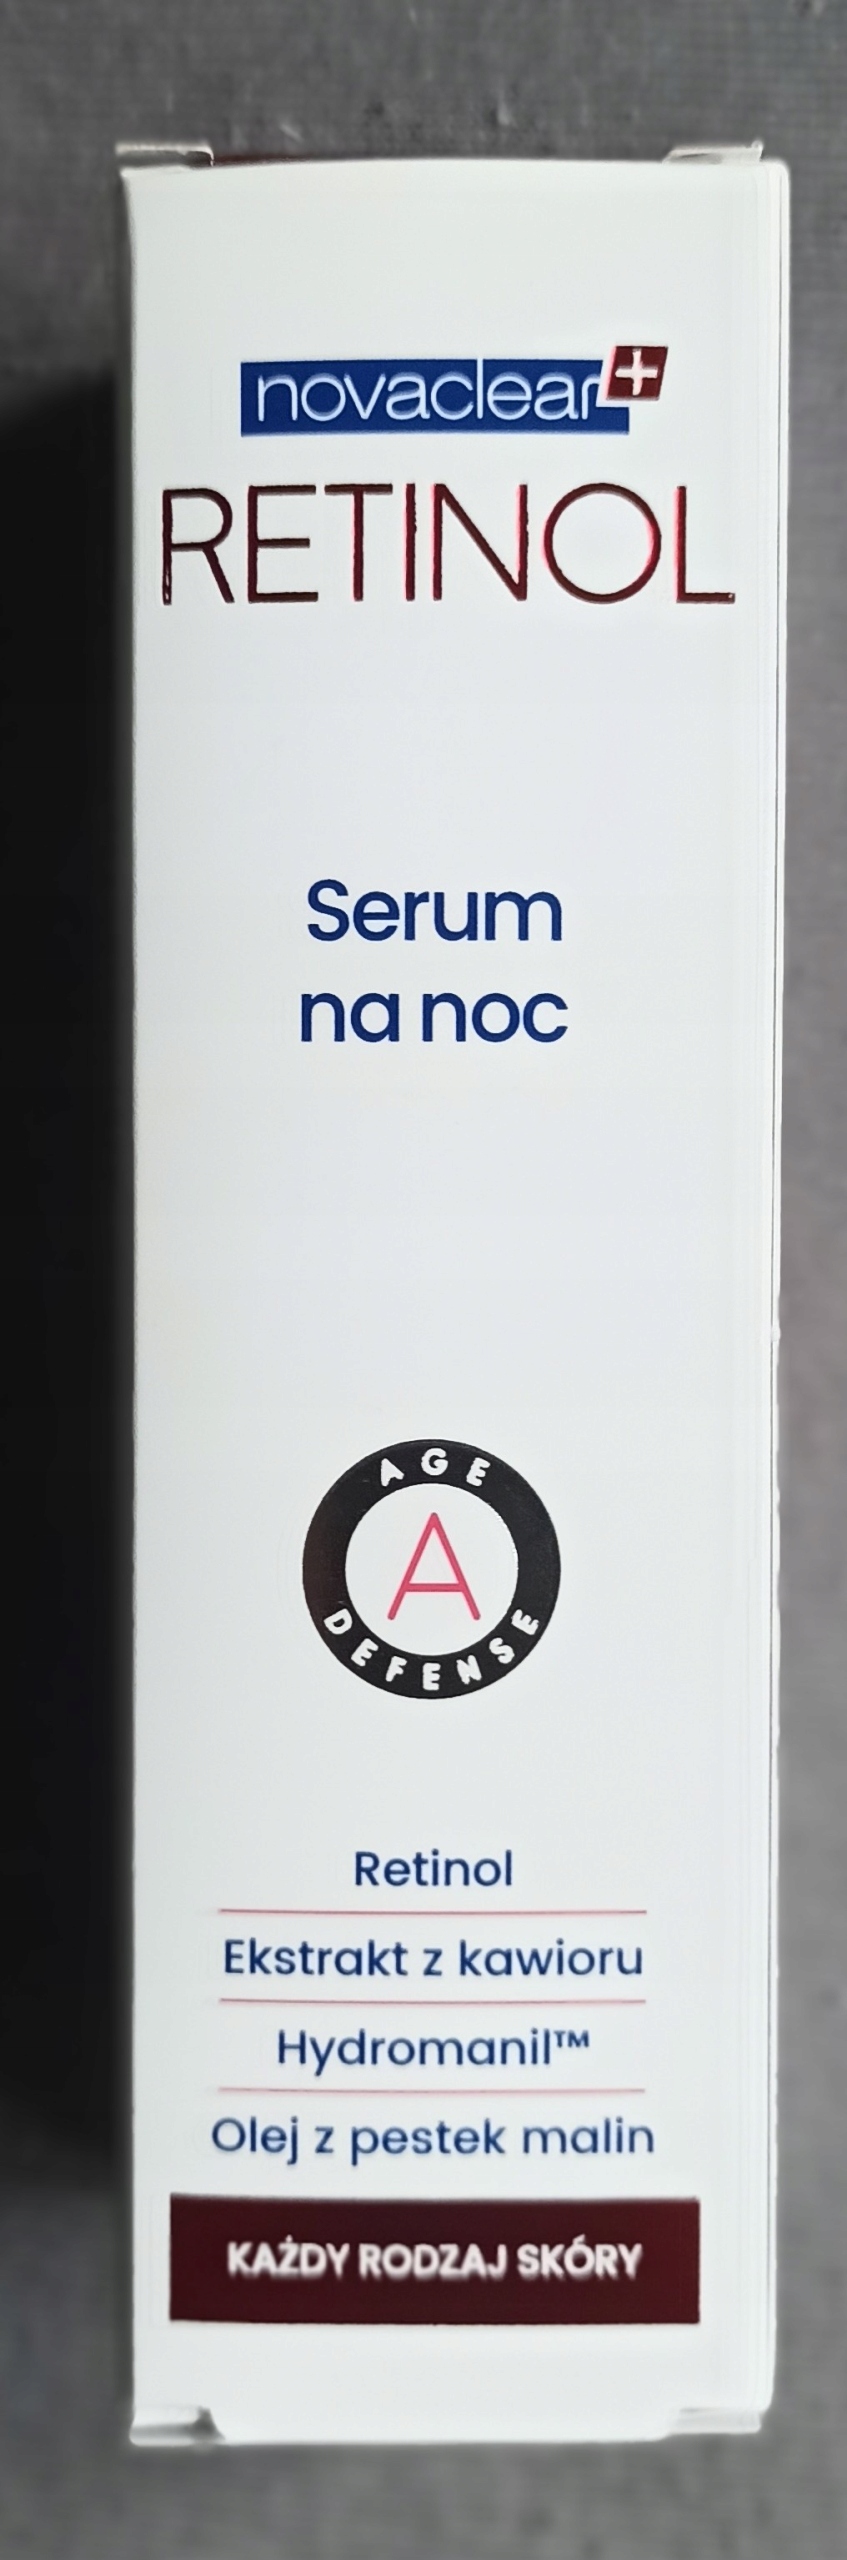 novaclear+
RETINOL
Serum
na noc
AGE
A
DEFENSE
Retinol
Ekstrakt z kawioru
Hydromanil™
Olej z pestek malin
KAŻDY RODZAJ SKÓRY